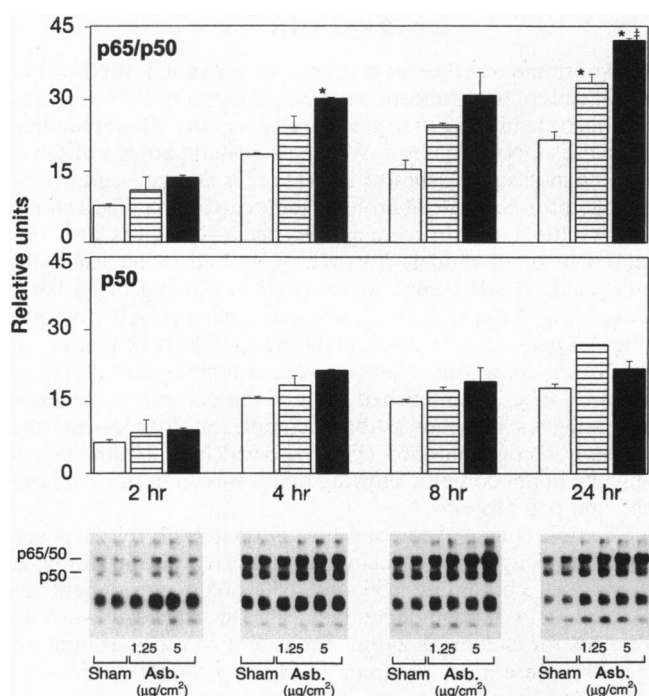 45
p65/p50
* ‡
*
*
30
15
0
Relative units
45
p50
30
15
0
2 hr 4 hr 8 hr 24 hr
p65/50
p50
1.25 5 1.25 5 1.25 5 1.25 5
Sham Asb. Sham Asb. Sham Asb. Sham Asb.
(µg/cm²) (µg/cm²) (µg/cm²) (µg/cm²)